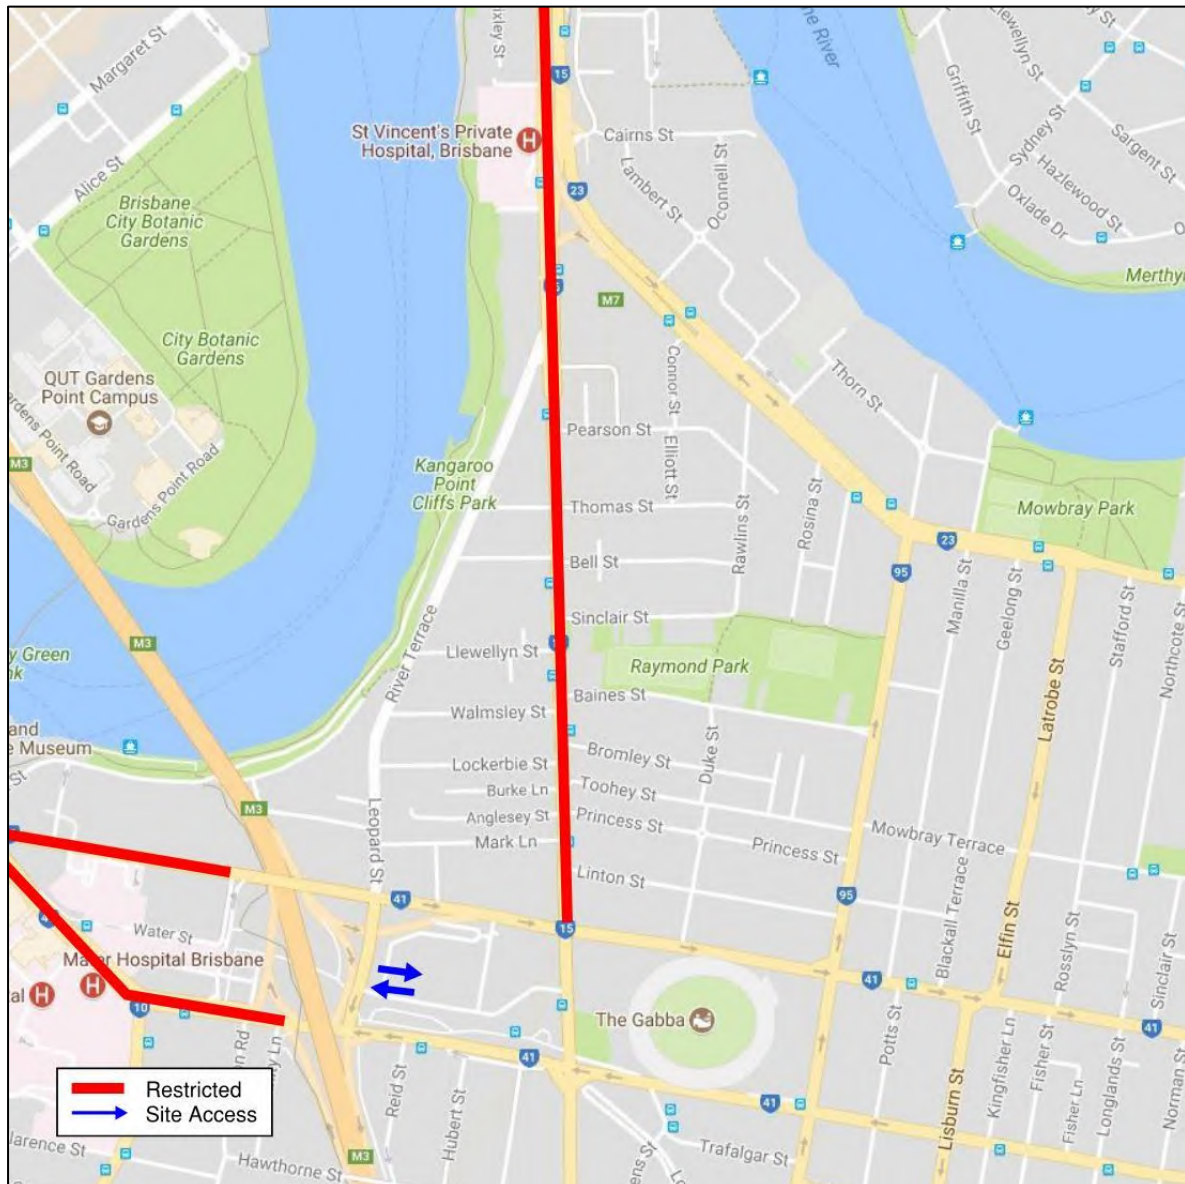 Margaret St
Alice St
Brisbane
City Botanic
Gardens
City Botanic
Gardens
QUT Gardens
Point Campus
Gardens Point Road
Gardens Point Road
M3
M3
M3
M3
St Vincent's Private
Hospital, Brisbane
H
15
23
Cairns St
Lambert St
Oconnell St
River
Llewellyn St
Griffith St
Sydney St
Sargent St
Hazlewood St
Oxlade Dr
M7
Connor St
Thorn St
Pearson St
Elliott St
Kangaroo
Point
Cliffs Park
Thomas St
Rawlins St
Rosina St
Mowbray Park
Bell St
23
95
Manilla St
Geelong St
Stafford St
Northcote St
Sinclair St
River Terrace
Llewellyn St
Raymond Park
Baines St
Walmsley St
Latrobe St
Bromley St
Duke St
Lockerbie St
Toohey St
Burke Ln
Anglesey St
Princess St
Mowbray Terrace
Mark Ln
Princess St
Leopard St
Linton St
95
41
15
Blackall Terrace
Elfin St
Rosslyn St
Sinclair St
Water St
Mater Hospital Brisbane
H
H
10
The Gabba
41
41
41
41
Potts St
Kingfisher Ln
Fisher St
Longlands St
Norman St
Lisburn St
Fisher Ln
Reid St
Hubert St
Trafalgar St
Hawthorne St
Restricted
Site Access